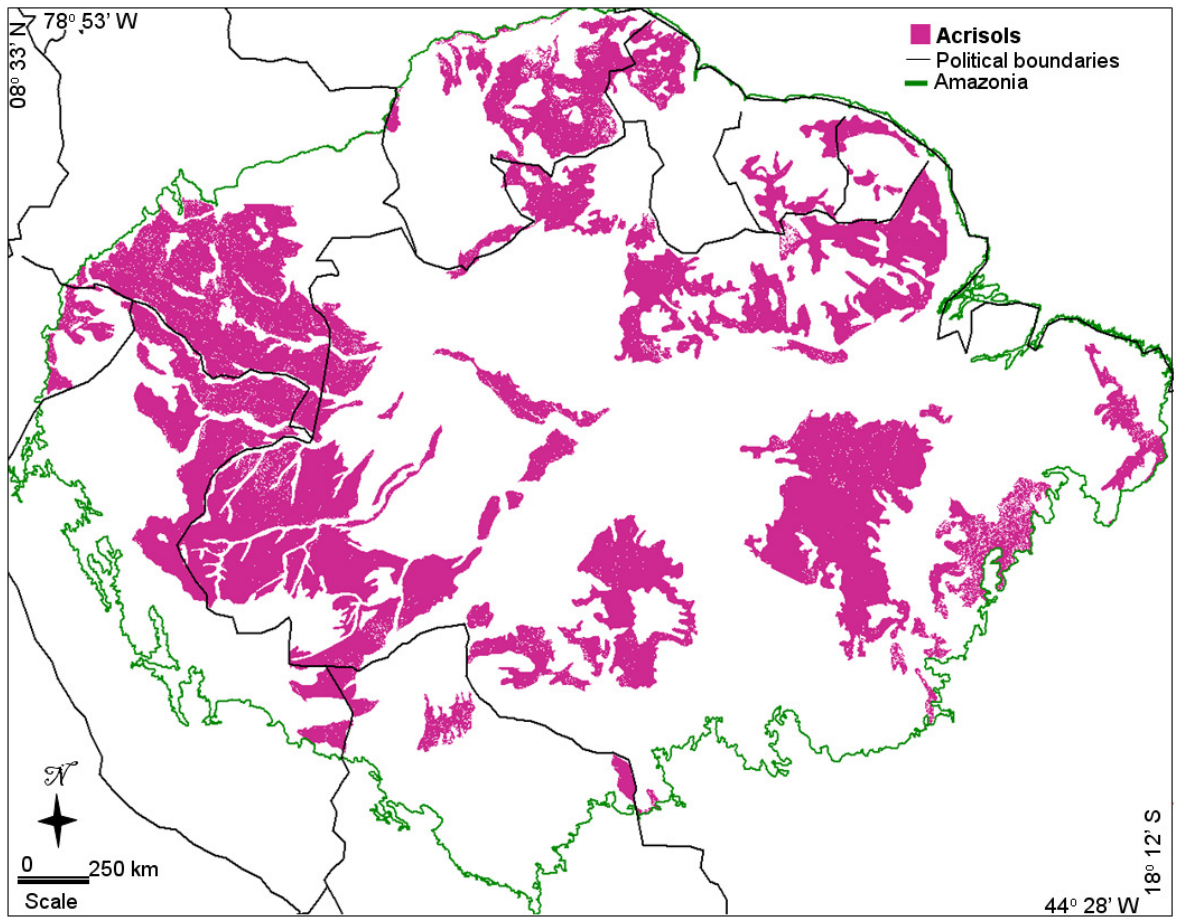 78° 53’ W
08° 33’ N
Acrisols
Political boundaries
Amazonia
N
0 250 km
Scale
18° 12’ S
44° 28’ W